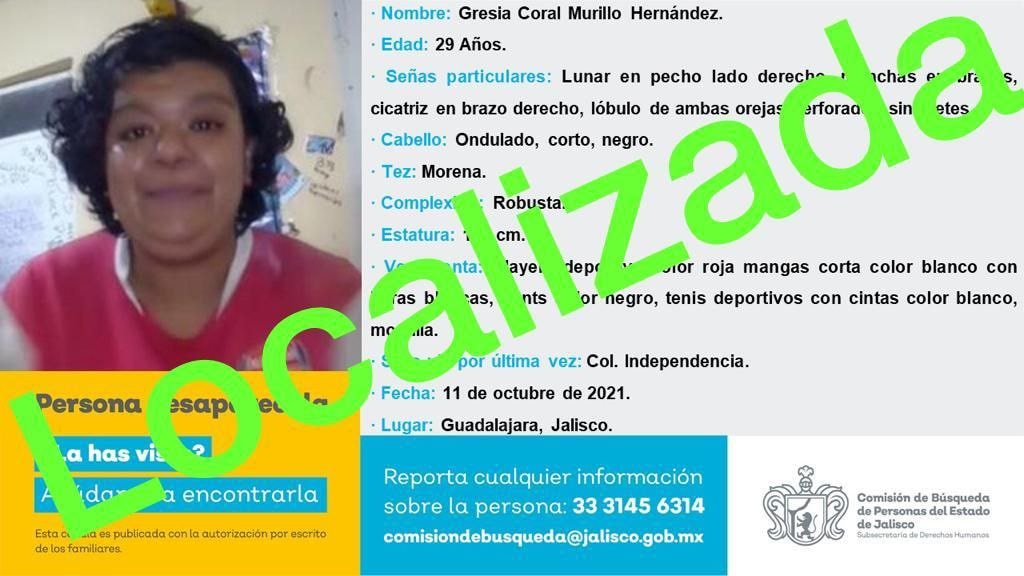 · Nombre: Gresia Coral Murillo Hernández.
· Edad: 29 Años.
· Señas particulares: Lunar en pecho lado derecho,
cicatriz en brazo derecho, lóbulo de ambas orejas
· Cabello: Ondulado, corto, negro.
· Tez: Morena.
Robusta.
· Estatura: cm.
color roja mangas corta color blanco con
negro, tenis deportivos con cintas color blanco,
por última vez: Col. Independencia.
· Fecha: 11 de octubre de 2021.
· Lugar: Guadalajara, Jalisco.
Localizada
Persona desaparecida
¿La has visto?
Ayúdanos a encontrarla
Esta cédula es publicada con la autorización por escrito
de los familiares.
Reporta cualquier información
sobre la persona: 33 3145 6314
comisiondebusqueda@jalisco.gob.mx
Comisión de Búsqueda
de Personas del Estado
de Jalisco
Subsecretaría de Derechos Humanos